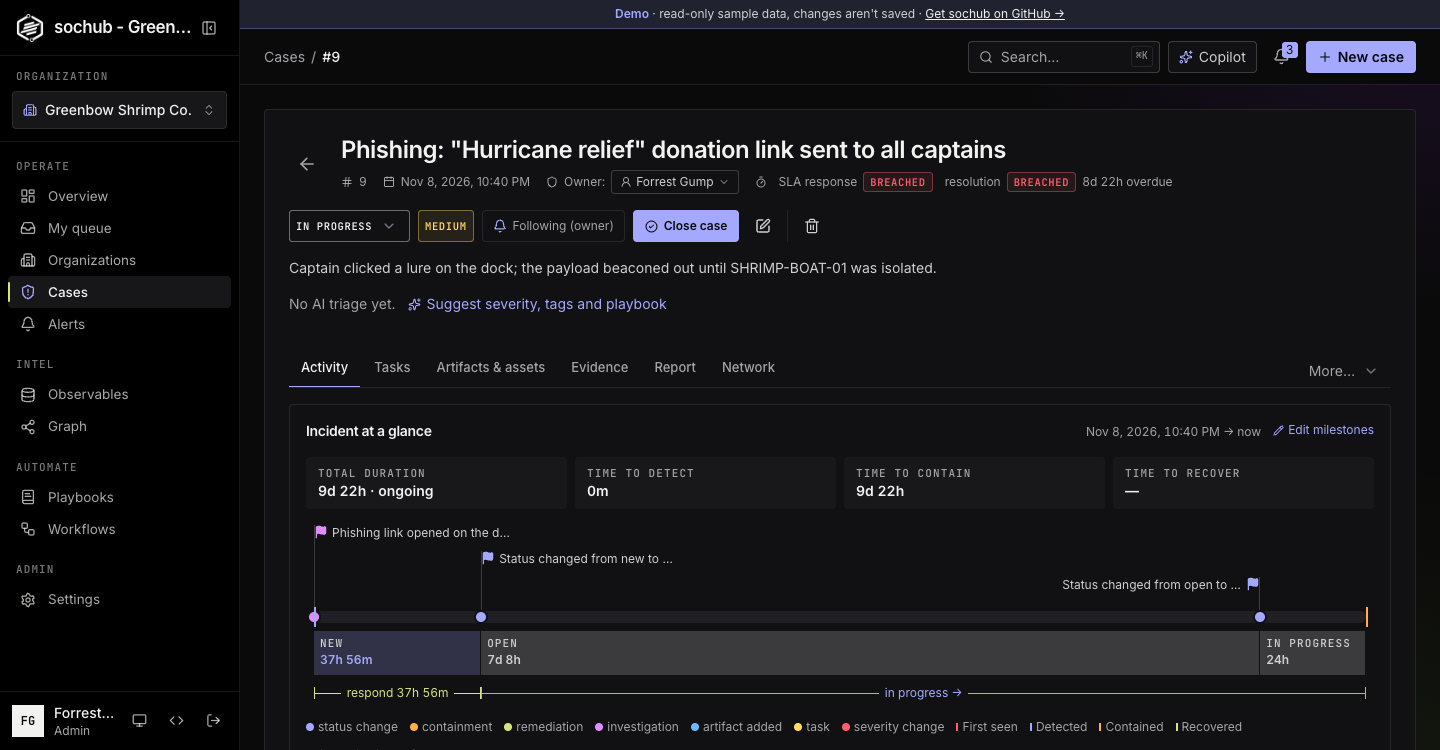 sochub - Green...
Demo · read-only sample data, changes aren't saved · Get sochub on GitHub →
ORGANIZATION
Greenbow Shrimp Co.
OPERATE
Overview
My queue
Organizations
Cases
Alerts
INTEL
Observables
Graph
AUTOMATE
Playbooks
Workflows
ADMIN
Settings
FG
Forrest...
Admin
Cases / #9
Search... ⌘K
Copilot
3
+ New case
Phishing: "Hurricane relief" donation link sent to all captains
# 9 Nov 8, 2026, 10:40 PM Owner: Forrest Gump SLA response BREACHED resolution BREACHED 8d 22h overdue
IN PROGRESS MEDIUM Following (owner) Close case
Captain clicked a lure on the dock; the payload beaconed out until SHRIMP-BOAT-01 was isolated.
No AI triage yet. Suggest severity, tags and playbook
Activity Tasks Artifacts & assets Evidence Report Network More...
Incident at a glance Nov 8, 2026, 10:40 PM → now Edit milestones
TOTAL DURATION
9d 22h · ongoing
TIME TO DETECT
0m
TIME TO CONTAIN
9d 22h
TIME TO RECOVER
—
Phishing link opened on the d...
Status changed from new to ...
Status changed from open to ...
NEW
37h 56m
OPEN
7d 8h
IN PROGRESS
24h
respond 37h 56m
in progress →
status change containment remediation investigation artifact added task severity change First seen Detected Contained Recovered